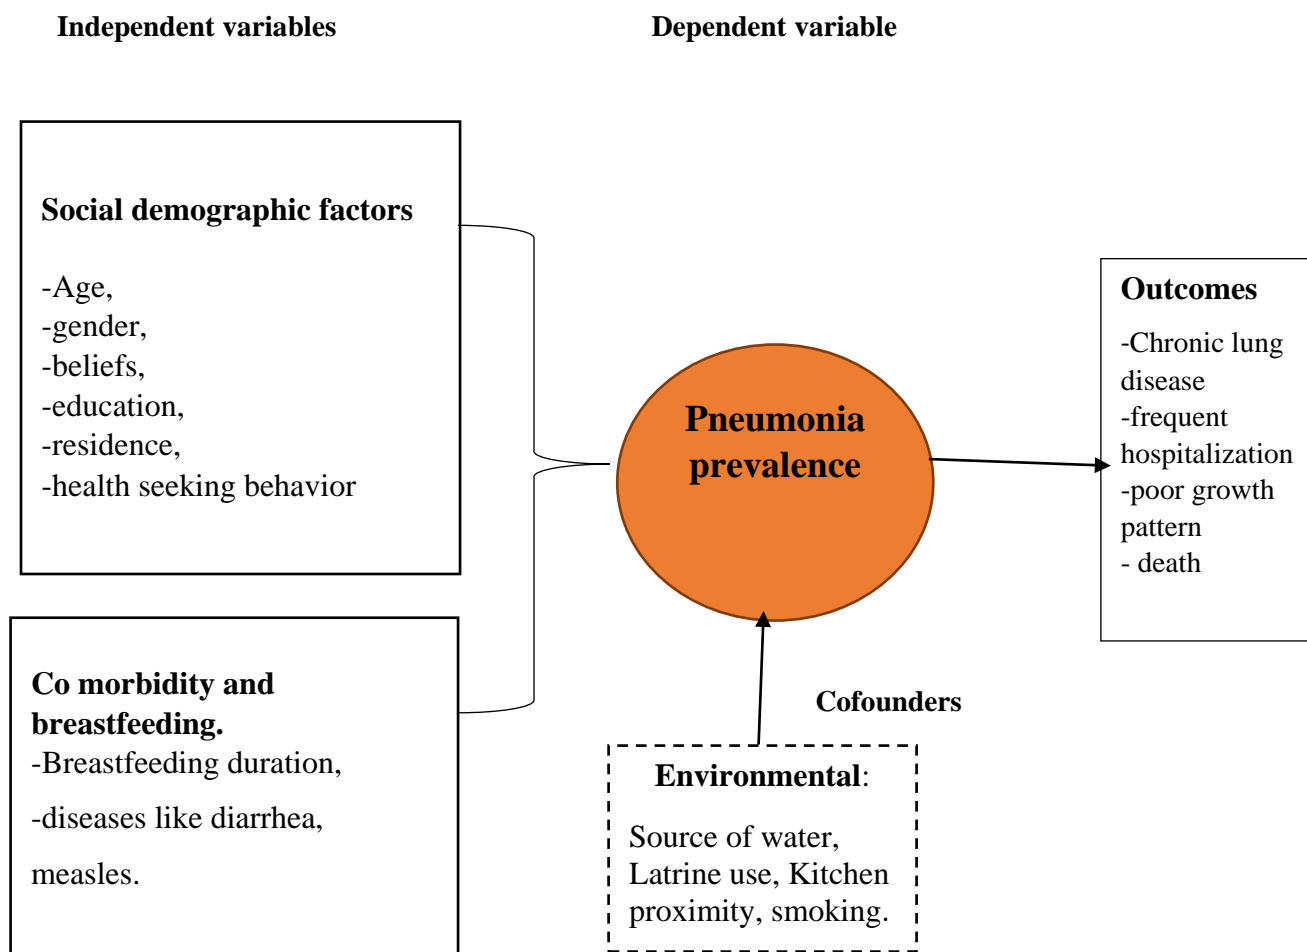 Independent variables
Dependent variable
Social demographic factors
-Age,
-gender,
-beliefs,
-education,
-residence,
-health seeking behavior
Co morbidity and
breastfeeding.
-Breastfeeding duration,
-diseases like diarrhea,
measles.
Pneumonia
prevalence
Cofounders
Environmental:
Source of water,
Latrine use, Kitchen
proximity, smoking.
Outcomes
-Chronic lung
disease
-frequent
hospitalization
-poor growth
pattern
- death